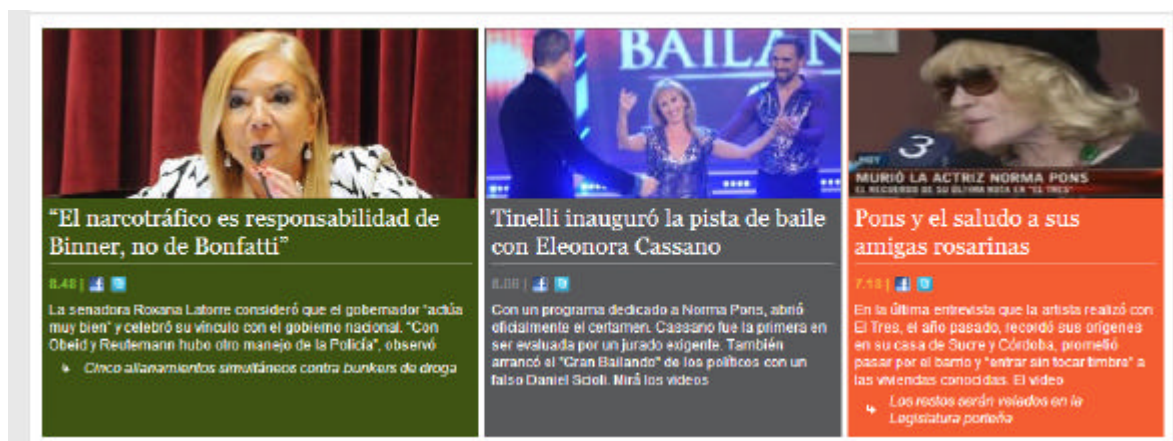 BAILAN
3
HOY
MURIÓ LA ACTRIZ NORMA PONS
EL RECUERDO DE SU ÚLTIMA NOTA EN "EL TRES"
“El narcotráfico es responsabilidad de
Binner, no de Bonfatti”
8.48 |
La senadora Roxana Latorre consideró que el gobernador "actúa
muy bien" y celebró su vínculo con el gobierno nacional. "Con
Obeid y Reutemann hubo otro manejo de la Policía", observó
Cinco allanamientos simultáneos contra bunkers de droga
Tinelli inauguró la pista de baile
con Eleonora Cassano
Con un programa dedicado a Norma Pons, abrió
oficialmente el certamen. Cassano fue la primera en
ser evaluada por un jurado exigente. También
arrancó el "Gran Bailando" de los políticos con un
falso Daniel Scioli. Mirá los videos
Pons y el saludo a sus
amigas rosarinas
7.18 |
En la última entrevista que la artista realizó con
El Tres, el año pasado, recordó sus orígenes
en su casa de Sucre y Córdoba, prometió
pasar por el barrio y "entrar sin tocar timbre" a
las viviendas conocidas. El video
Los restos serán velados en la
Legislatura porteña